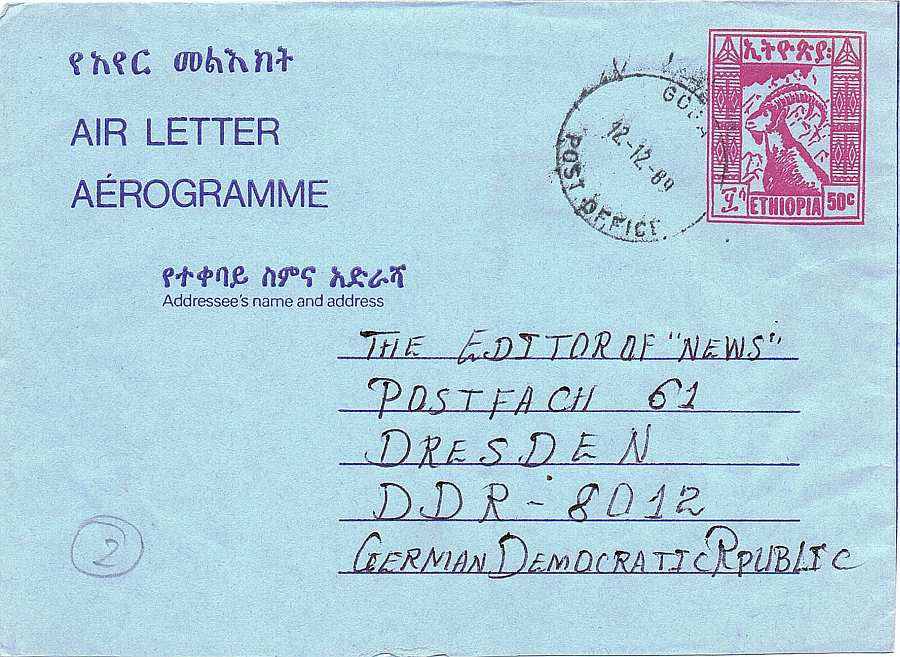 የአየር መልእክት
AIR LETTER
AÉROGRAMME
ኢትዮጵያ
፶ ሳ
ETHIOPIA 50c
12-12-89
POST OFFICE
የተቀባይ ስምና አድራሻ
Addressee's name and address
THE EDITOR OF "NEWS"
POSTFACH 61
DRESDEN
DDR-8012
GERMAN DEMOCRATIC RPUBLIC
2